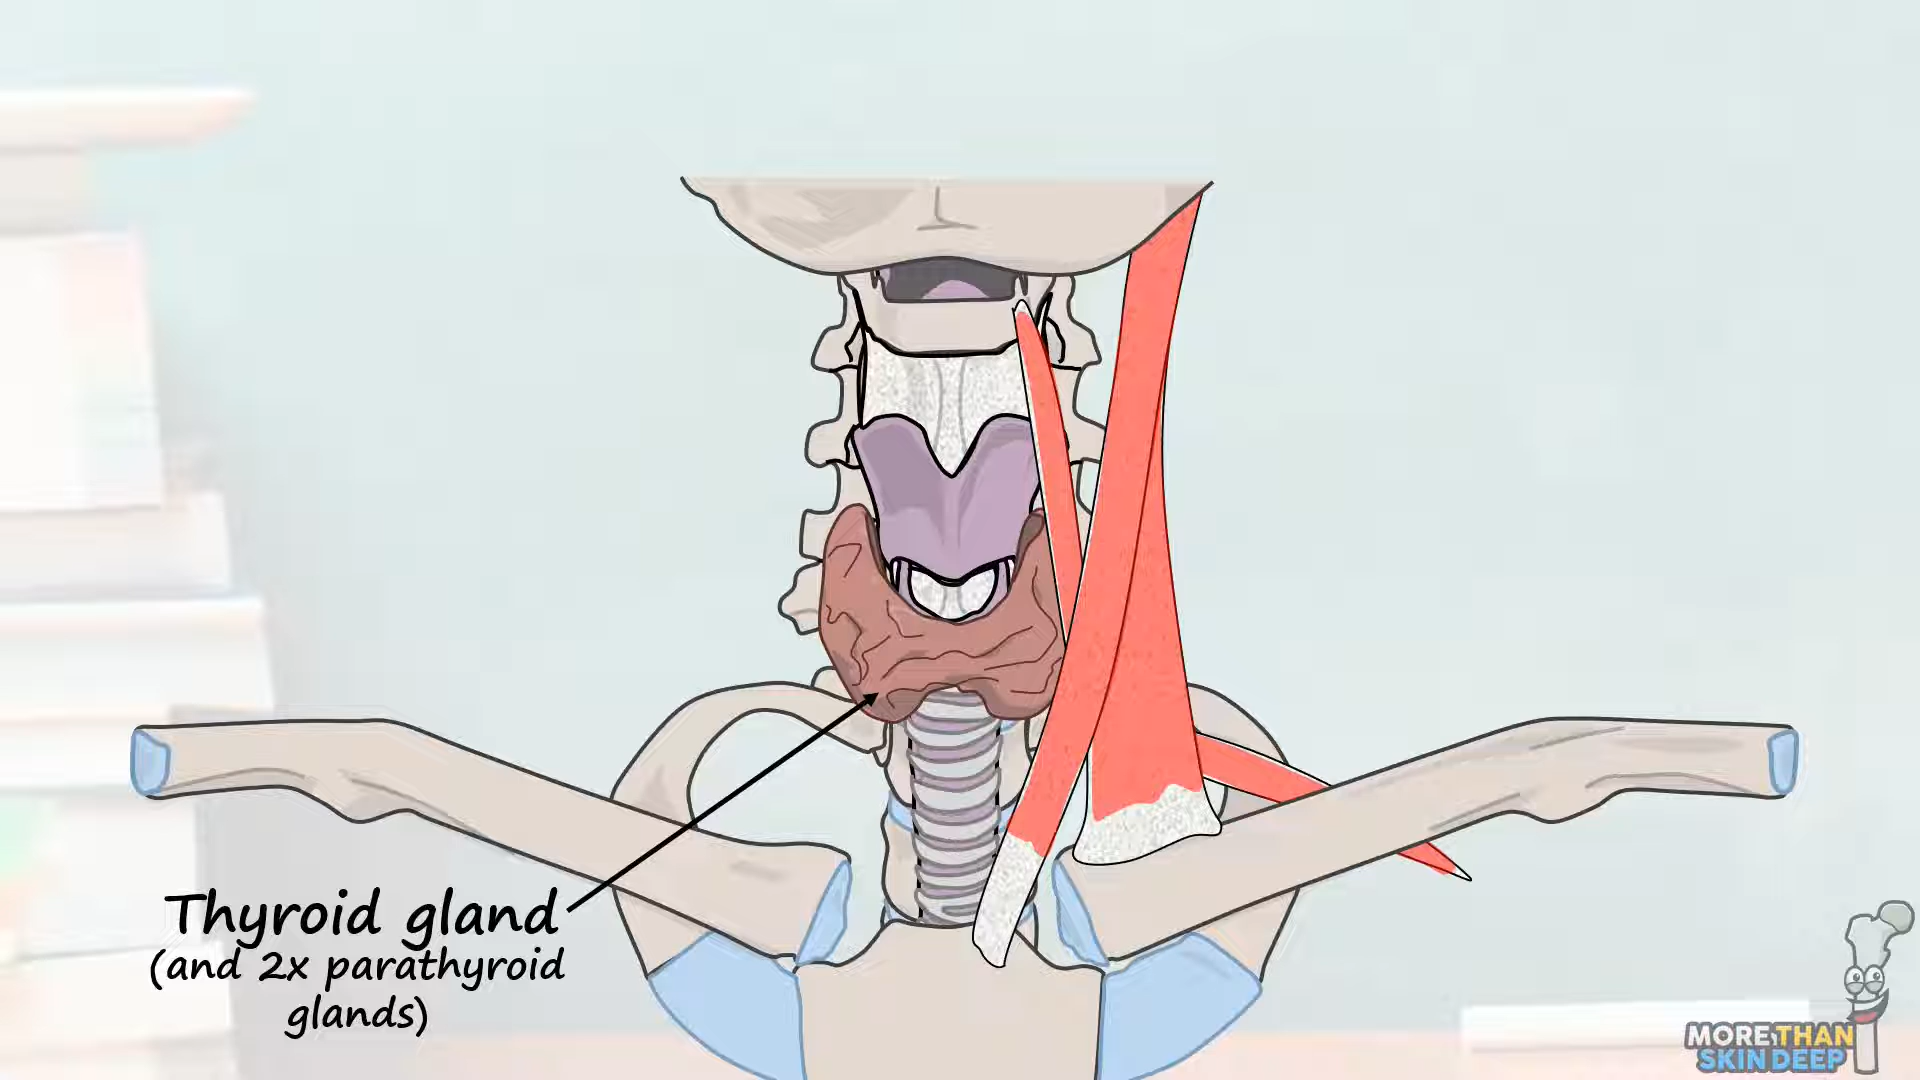 Thyroid gland
(and 2x parathyroid
glands)
MORE THAN
SKIN DEEP